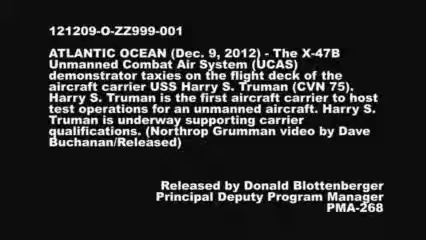 121209-O-ZZ999-001
ATLANTIC OCEAN (Dec. 9, 2012) - The X-47B
Unmanned Combat Air System (UCAS)
demonstrator taxies on the flight deck of the
aircraft carrier USS Harry S. Truman (CVN 75).
Harry S. Truman is the first aircraft carrier to host
test operations for an unmanned aircraft. Harry S.
Truman is underway supporting carrier
qualifications. (Northrop Grumman video by Dave
Buchanan/Released)
Released by Donald Blottenberger
Principal Deputy Program Manager
PMA-268